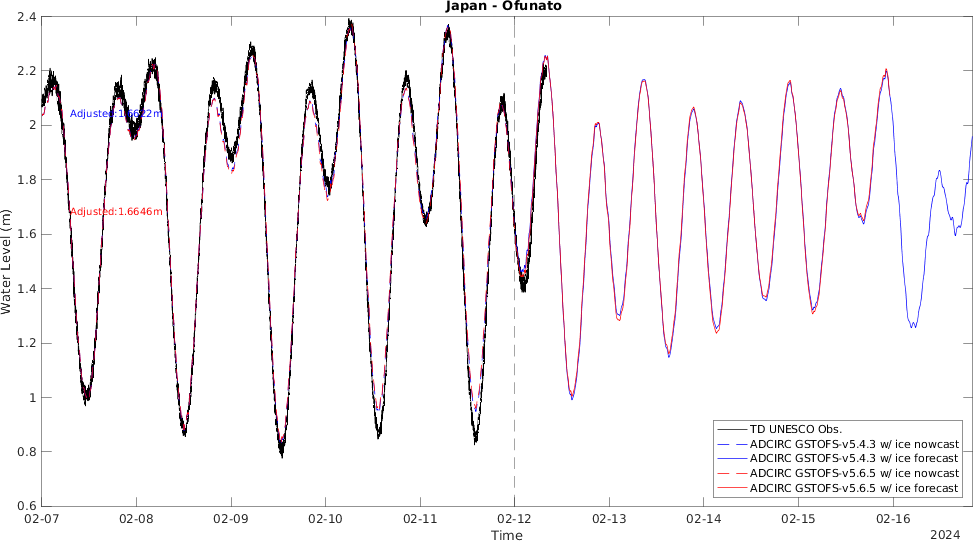 Japan - Ofunato
2.4
2.2
2
1.8
1.6
1.4
1.2
1
0.8
0.6
Water Level (m)
Adjusted:1.6622m
Adjusted:1.6646m
TD UNESCO Obs.
ADCIRC GSTOFS-v5.4.3 w/ ice nowcast
ADCIRC GSTOFS-v5.4.3 w/ ice forecast
ADCIRC GSTOFS-v5.6.5 w/ ice nowcast
ADCIRC GSTOFS-v5.6.5 w/ ice forecast
02-07 02-08 02-09 02-10 02-11 02-12 02-13 02-14 02-15 02-16
Time
2024